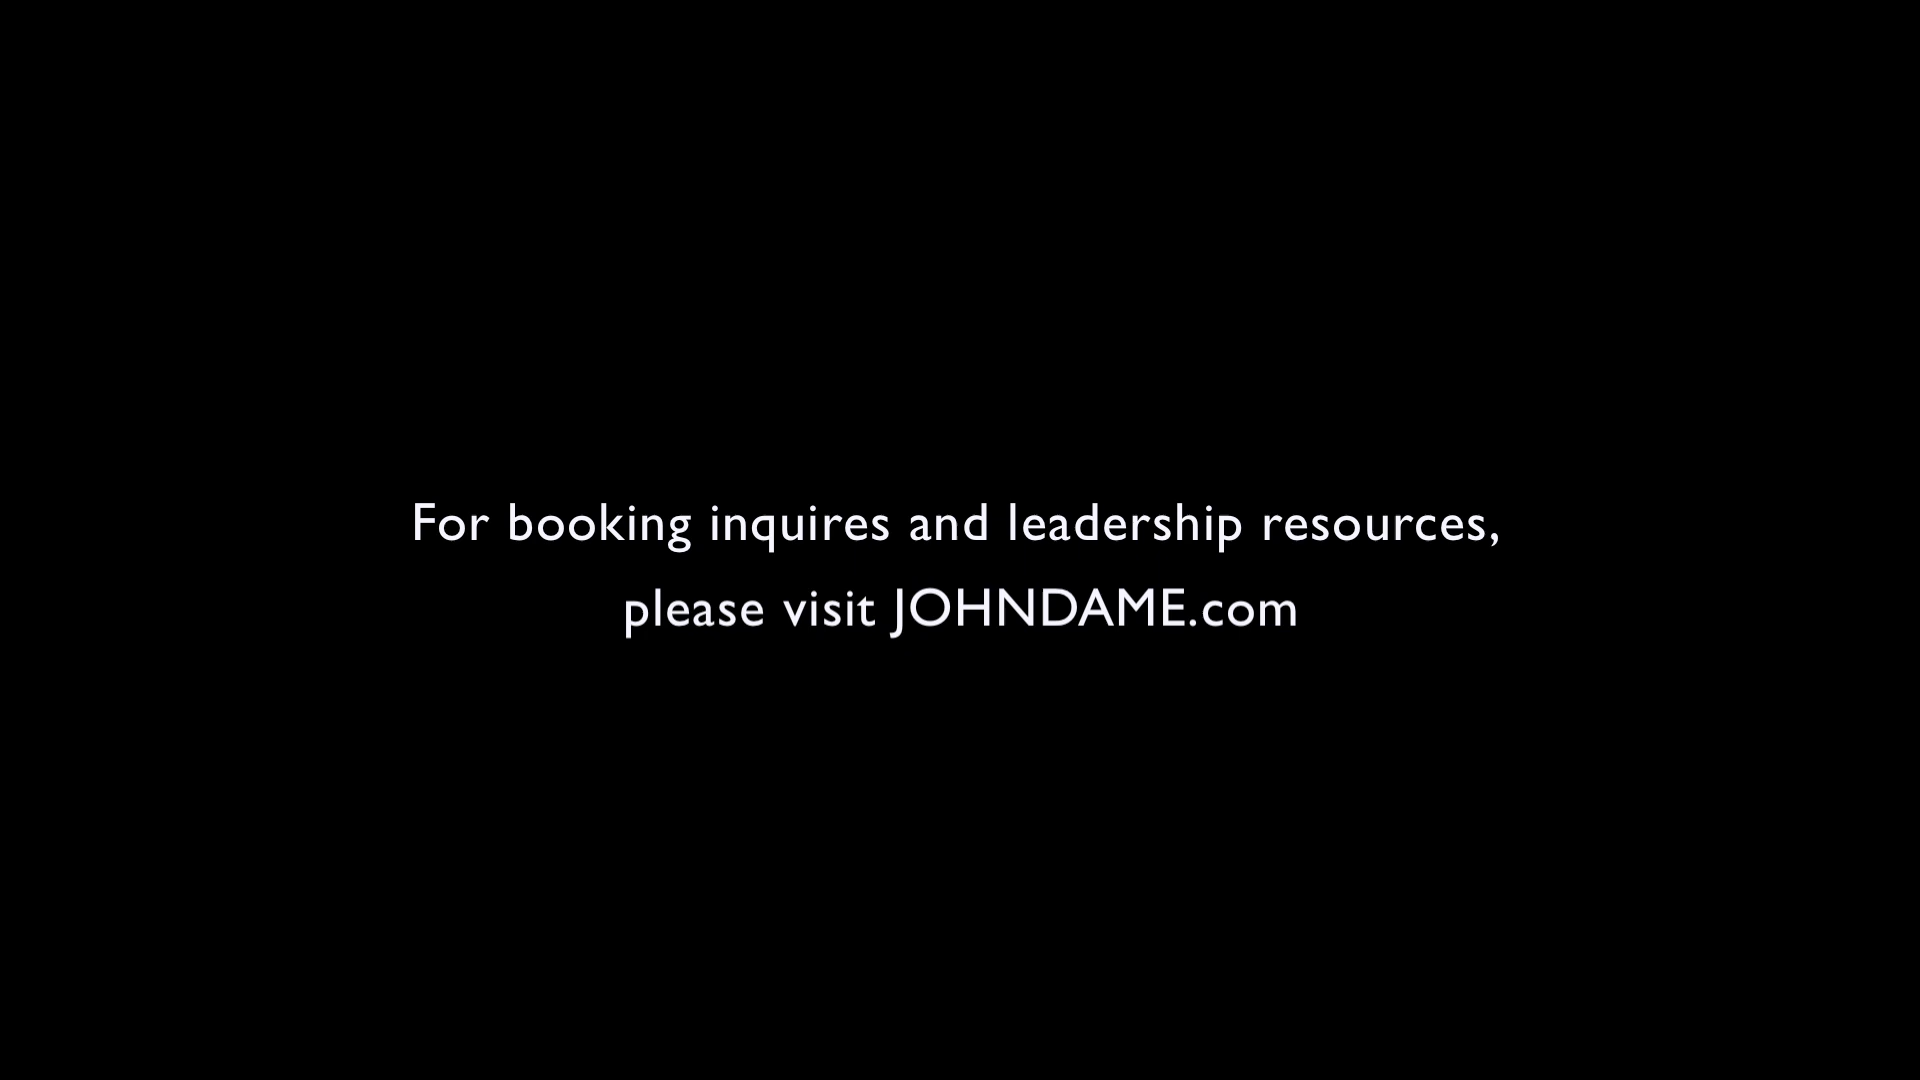 For booking inquires and leadership resources,
please visit JOHNDAME.com